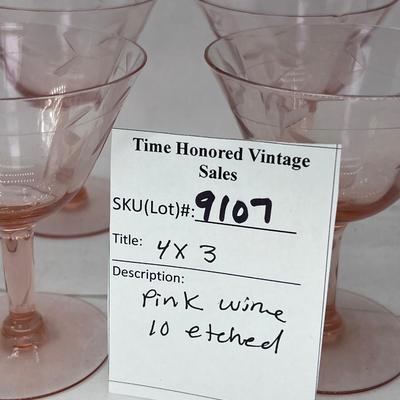 Time Honored Vintage
Sales
SKU(Lot)#: 9107
Title: 4x3
Description:
Pink wine
10 etched